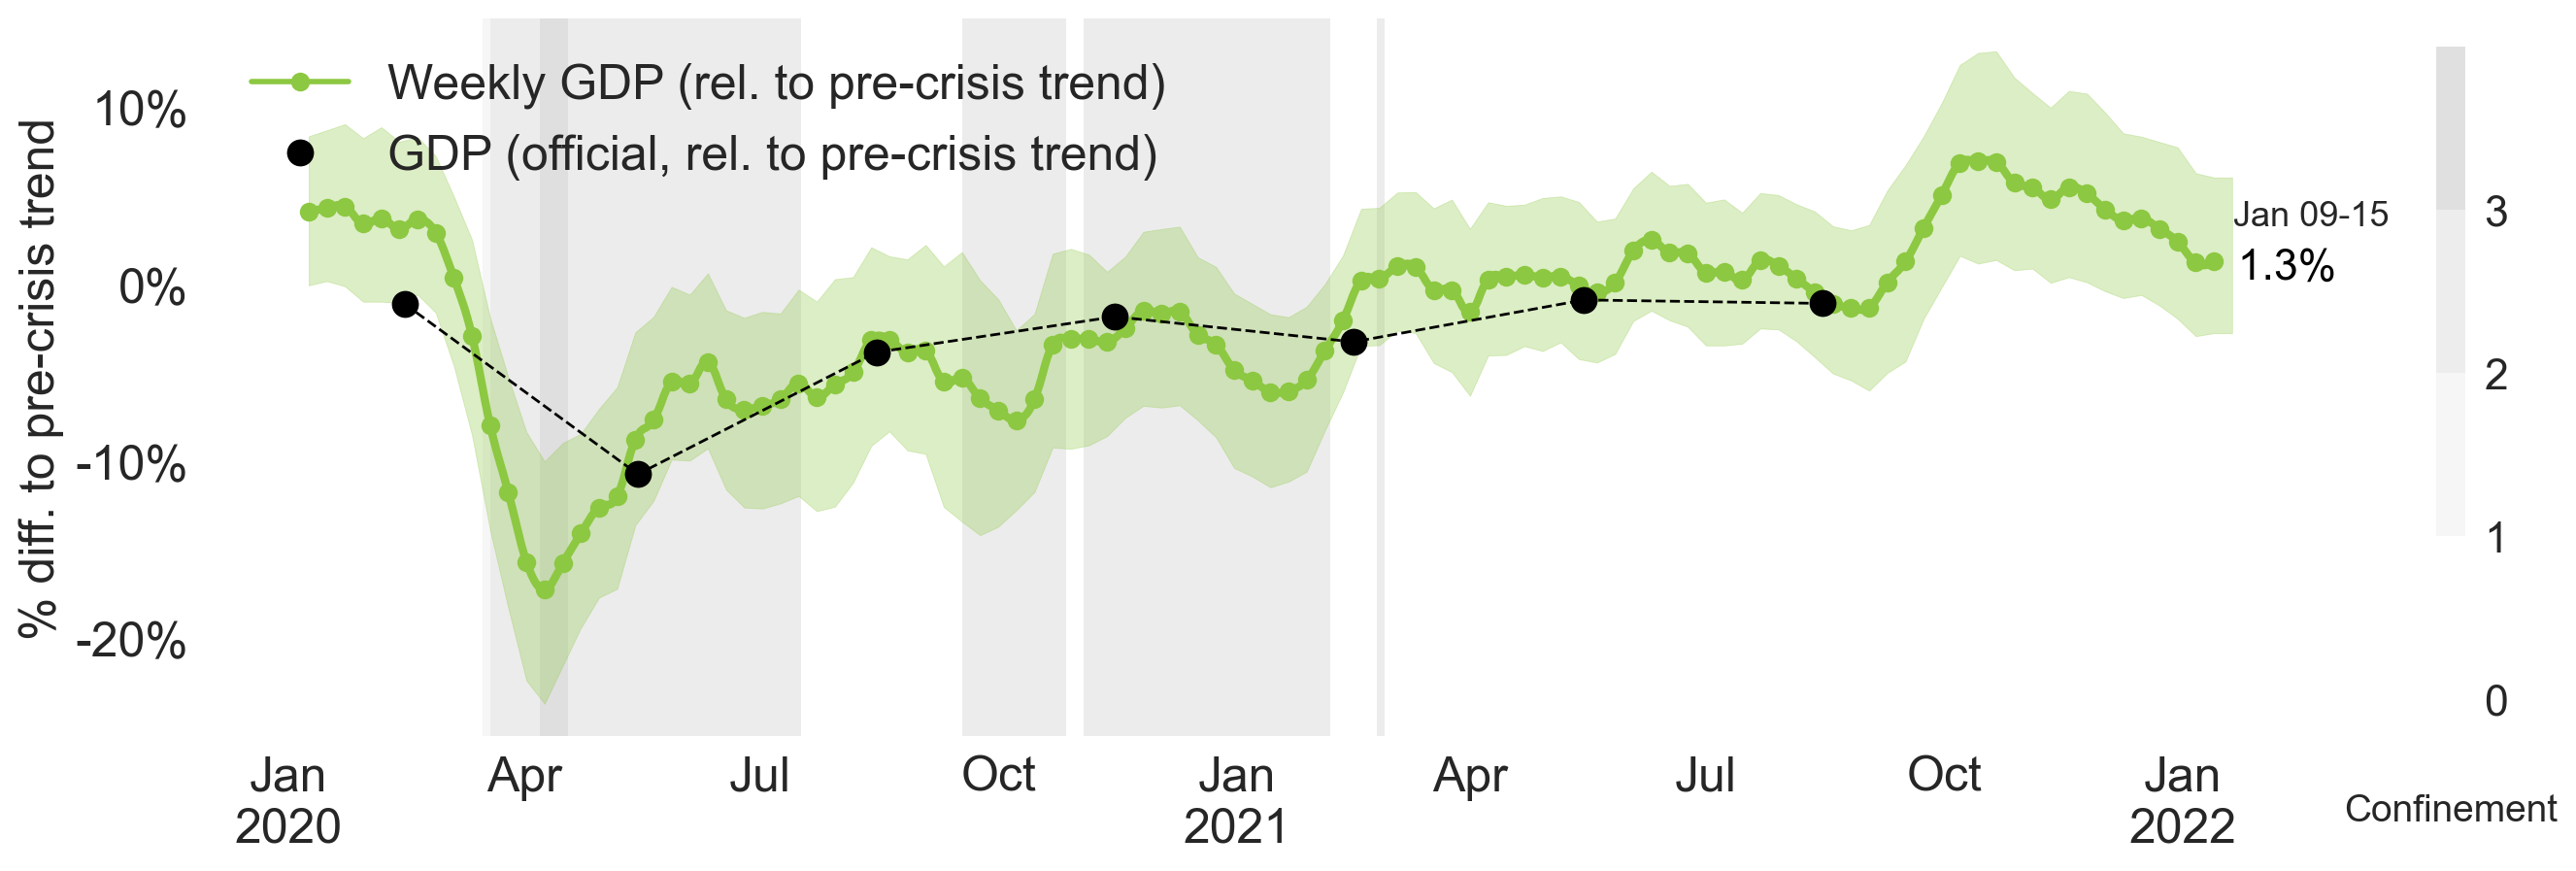 Weekly GDP (rel. to pre-crisis trend)
GDP (official, rel. to pre-crisis trend)
% diff. to pre-crisis trend
10%
0%
-10%
-20%
Jan 09-15
1.3%
3
2
1
0
Jan Apr Jul Oct Jan Apr Jul Oct Jan
2020 2021 2022
Confinement